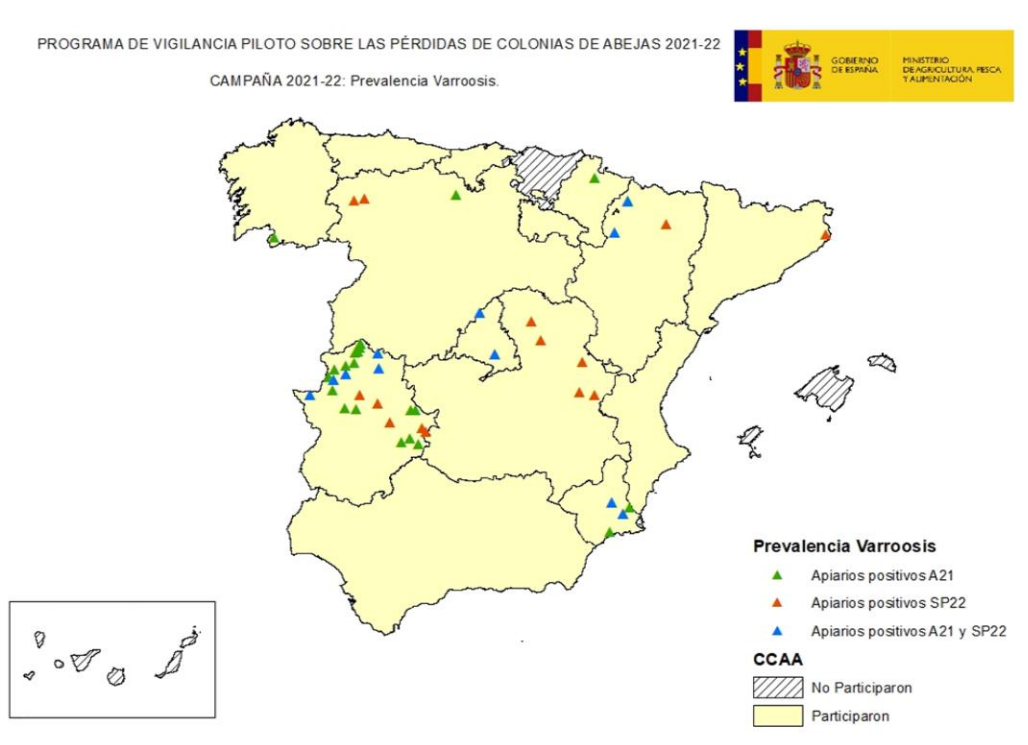 PROGRAMA DE VIGILANCIA PILOTO SOBRE LAS PÉRDIDAS DE COLONIAS DE ABEJAS 2021-22
CAMPAÑA 2021-22: Prevalencia Varroosis.
GOBIERNO
DE ESPAÑA
MINISTERIO
DE AGRICULTURA, PESCA
Y ALIMENTACIÓN
Prevalencia Varroosis
Apiarios positivos A21
Apiarios positivos SP22
Apiarios positivos A21 y SP22
CCAA
No Participaron
Participaron